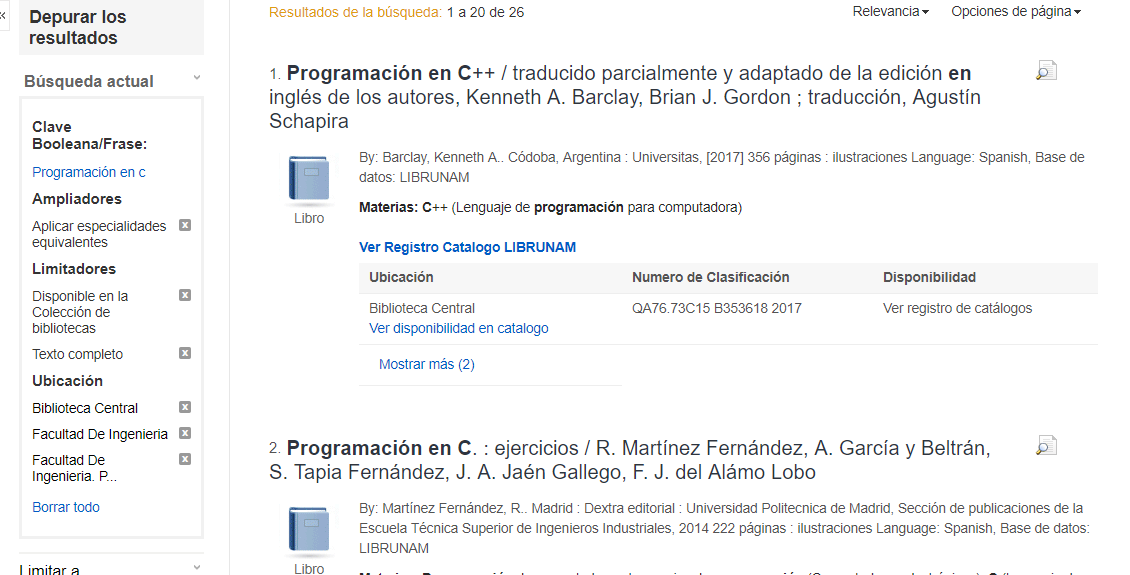 Depurar los
resultados
Búsqueda actual
Clave
Booleana/Frase:
Programación en c
Ampliadores
Aplicar especialidades
equivalentes
Limitadores
Disponible en la
Colección de
bibliotecas
Texto completo
Ubicación
Biblioteca Central
Facultad De Ingenieria
Facultad De
Ingenieria. P...
Borrar todo
Limitar a
Resultados de la búsqueda: 1 a 20 de 26
Relevancia
Opciones de página
1. Programación en C++ / traducido parcialmente y adaptado de la edición en
inglés de los autores, Kenneth A. Barclay, Brian J. Gordon ; traducción, Agustín
Schapira
Libro
By: Barclay, Kenneth A.. Códoba, Argentina : Universitas, [2017] 356 páginas : ilustraciones Language: Spanish, Base de
datos: LIBRUNAM
Materias: C++ (Lenguaje de programación para computadora)
Ver Registro Catalogo LIBRUNAM
Ubicación Numero de Clasificación Disponibilidad
Biblioteca Central QA76.73C15 B353618 2017 Ver registro de catálogos
Ver disponibilidad en catalogo
Mostrar más (2)
2. Programación en C. : ejercicios / R. Martínez Fernández, A. García y Beltrán,
S. Tapia Fernández, J. A. Jaén Gallego, F. J. del Alámo Lobo
Libro
By: Martínez Fernández, R.. Madrid : Dextra editorial : Universidad Politecnica de Madrid, Sección de publicaciones de la
Escuela Técnica Superior de Ingenieros Industriales, 2014 222 páginas : ilustraciones Language: Spanish, Base de datos:
LIBRUNAM